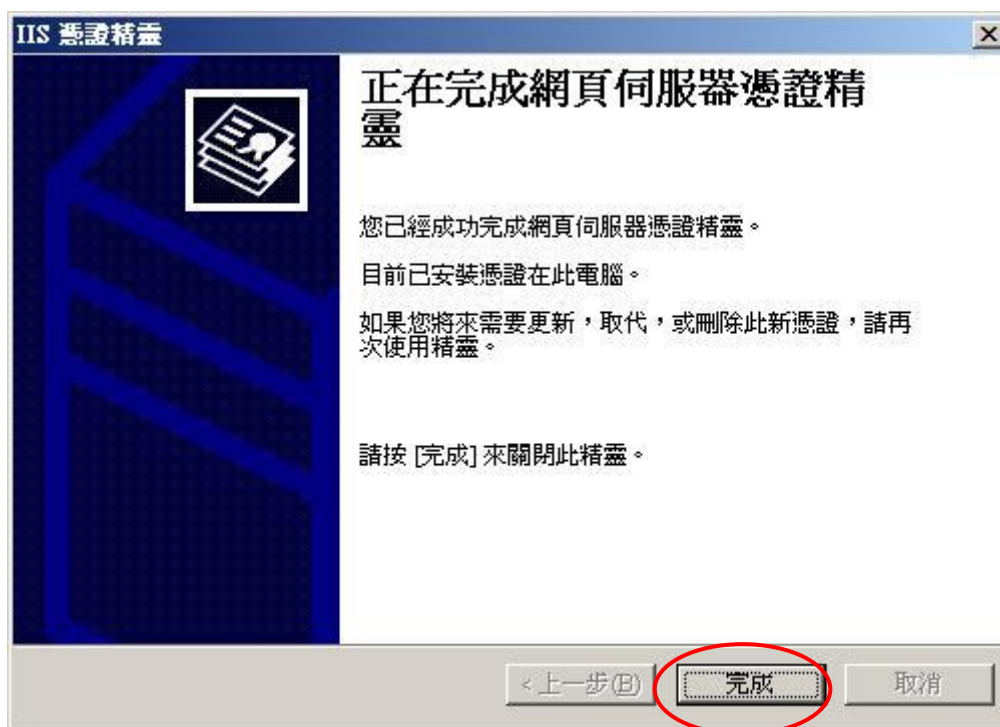 IIS 憑證精靈
正在完成網頁伺服器憑證精
靈
您已經成功完成網頁伺服器憑證精靈。
目前已安裝憑證在此電腦。
如果您將來需要更新，取代，或刪除此新憑證，請再
次使用精靈。
請按 [完成] 來關閉此精靈。
<上一步(B)
完成
取消